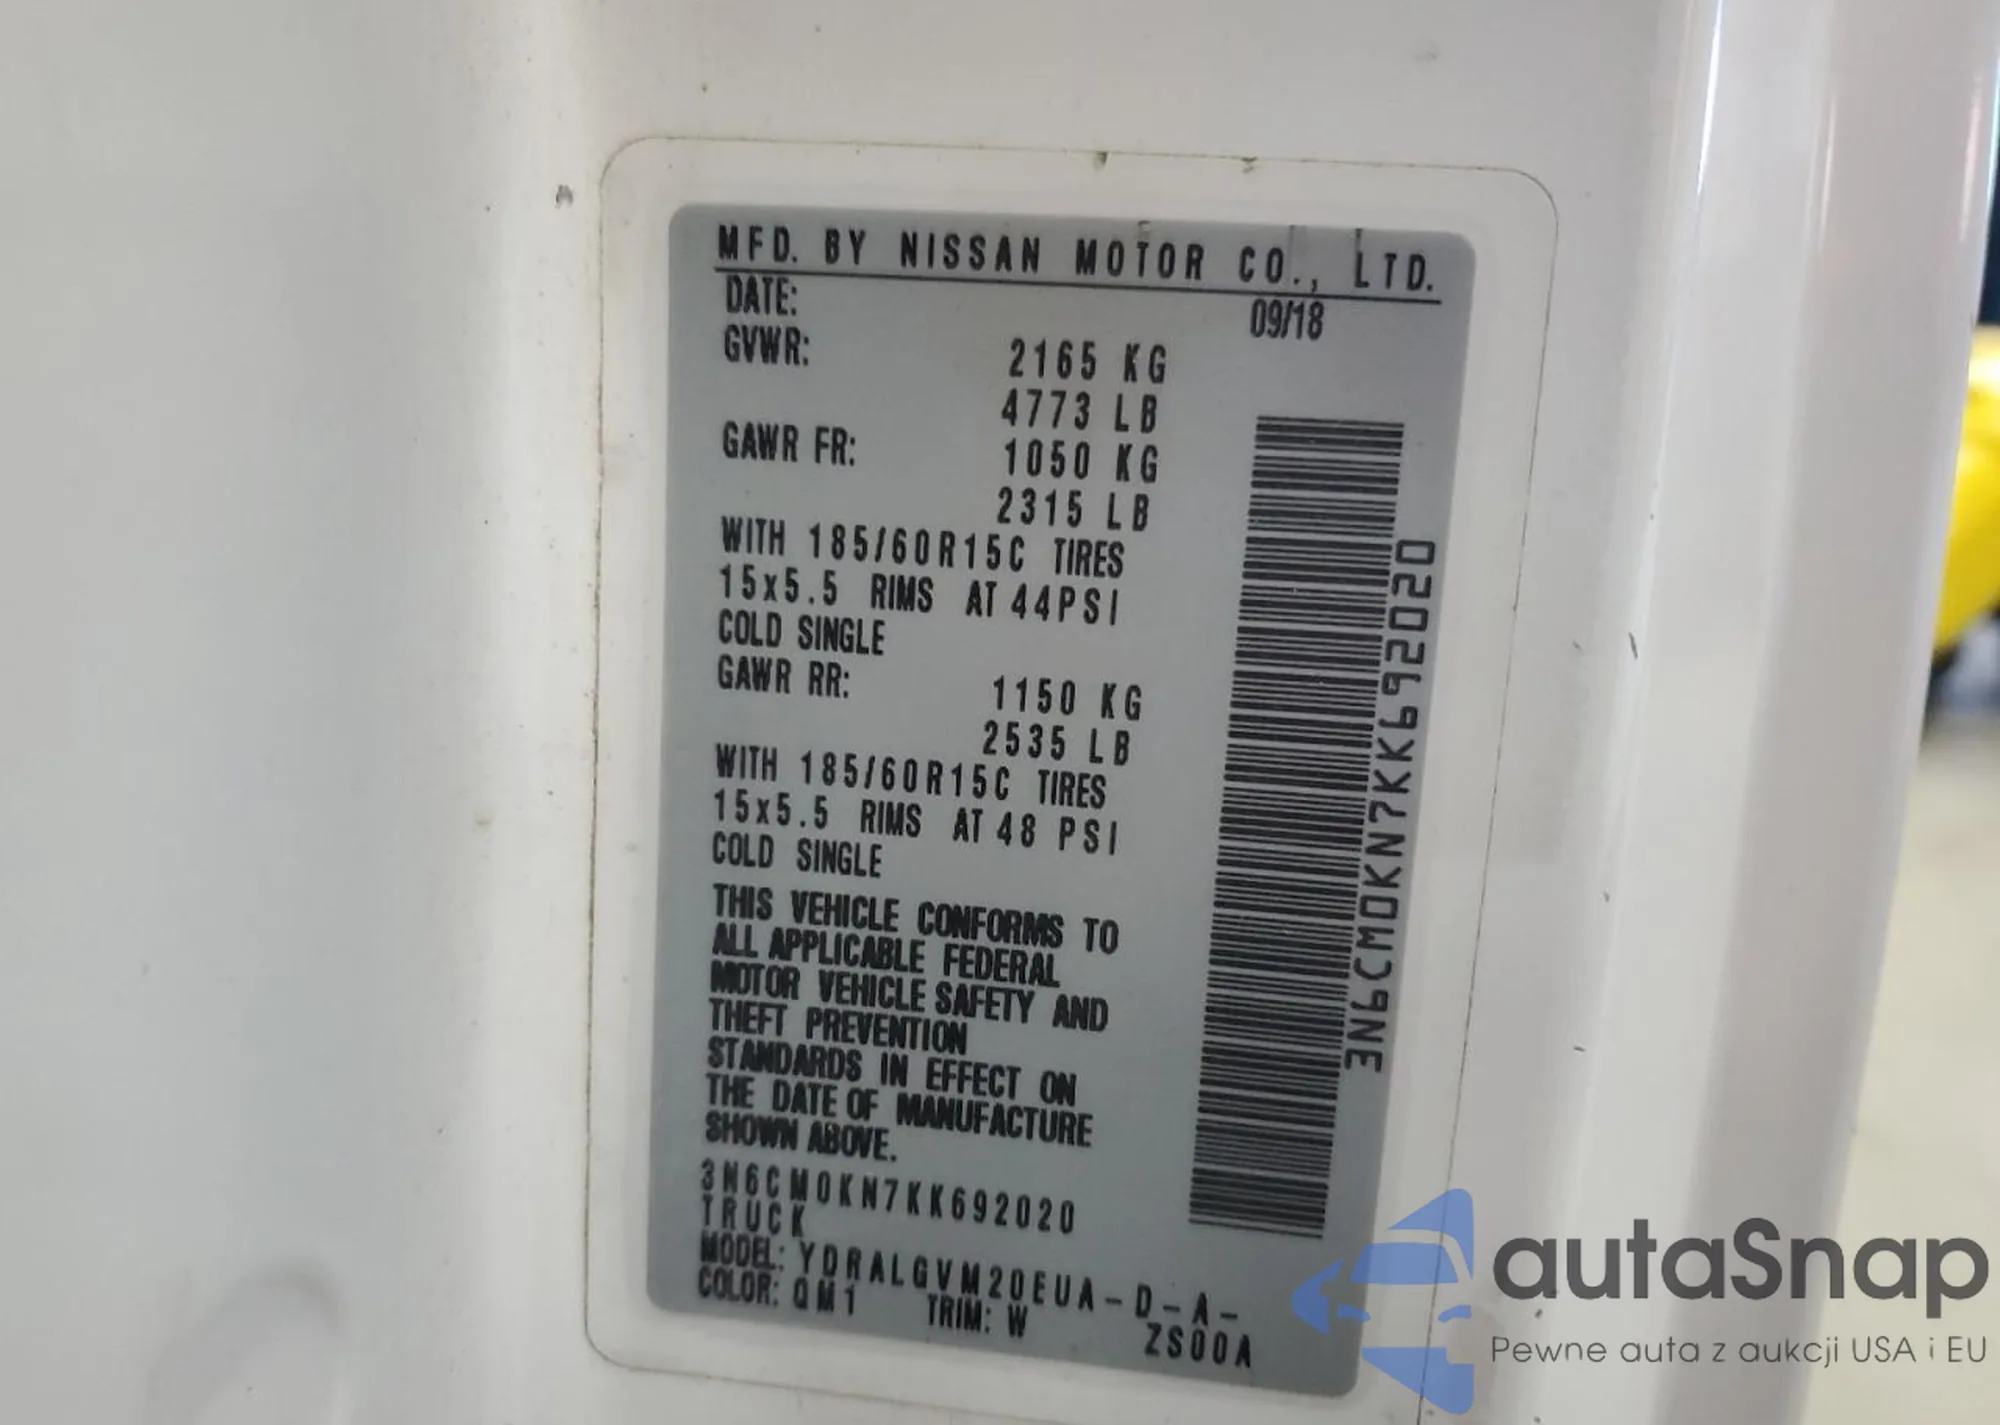 MFD. BY NISSAN MOTOR CO., LTD.
DATE: 09/18
GVWR: 2165 KG
4773 LB
GAWR FR: 1050 KG
2315 LB
WITH 185/60R15C TIRES
15x5.5 RIMS AT 44PSI
COLD SINGLE
GAWR RR: 1150 KG
2535 LB
WITH 185/60R15C TIRES
15x5.5 RIMS AT 48 PSI
COLD SINGLE
THIS VEHICLE CONFORMS TO
ALL APPLICABLE FEDERAL
MOTOR VEHICLE SAFETY AND
THEFT PREVENTION
STANDARDS IN EFFECT ON
THE DATE OF MANUFACTURE
SHOWN ABOVE.
3N6CM0KN7KK692020
TRUCK
MODEL: YDRALGVM20EUA-D-A-
COLOR: QM1 TRIM: W ZS00A
3N6CM0KN7KK692020
autaSnap
Pewne auta z aukcji USA i EU